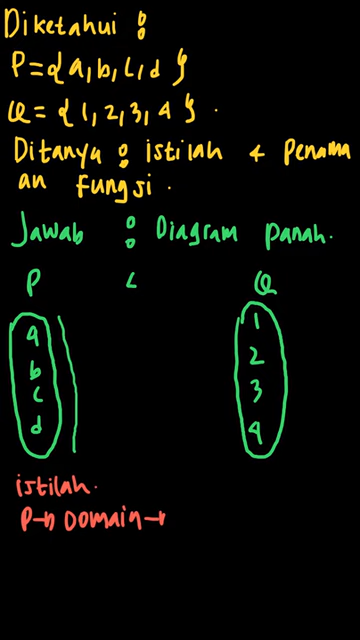 Diketahui :
P = { a, b, c, d }
Q = { 1, 2, 3, 4 } .
Ditanya : istilah & Penama
an fungsi .
Jawab : Diagram Panah.
P Q
a 1
b 2
c 3
d 4
istilah.
P → Domain →